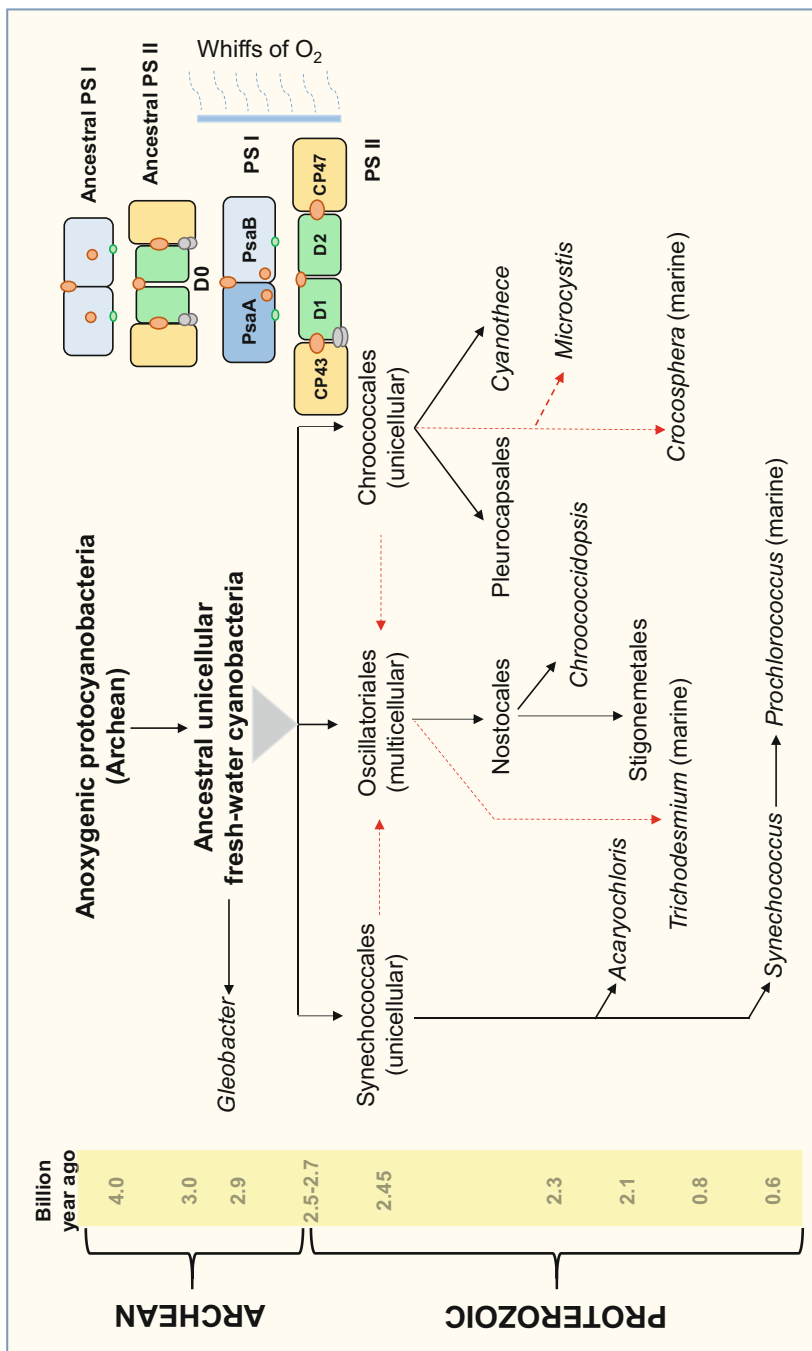 Billion
year ago
ARCHEAN
PROTEROZOIC
4.0
3.0
2.9
2.5-2.7
2.45
2.3
2.1
0.8
0.6
Anoxygenic protocyanobacteria
(Archean)
Ancestral unicellular
fresh-water cyanobacteria
Gleobacter
Synechococcales
(unicellular)
Oscillatoriales
(multicellular)
Chroococcales
(unicellular)
Nostocales
Pleurocapsales
Cyanothece
Chroococcidopsis
Microcystis
Stigonemetales
Acaryochloris
Trichodesmium (marine)
Crocosphera (marine)
Synechococcus
Prochlorococcus (marine)
Ancestral PS I
Ancestral PS II
D0
PS I
PsaA
PsaB
CP43
D1
D2
CP47
PS II
Whiffs of O₂